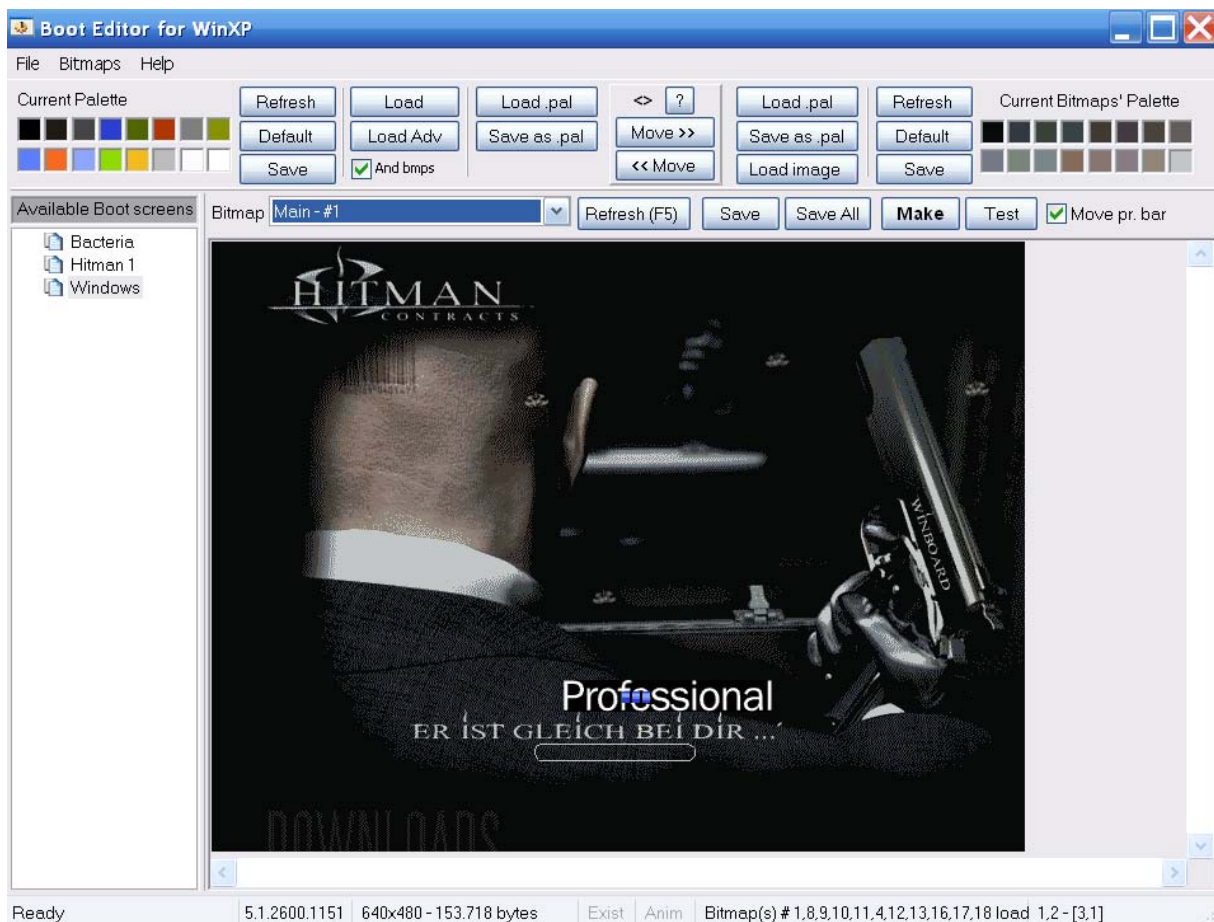 Boot Editor for WinXP
File Bitmaps Help
Current Palette
Refresh Load Load .pal <> ? Load .pal Refresh Current Bitmaps' Palette
Default Load Adv Save as .pal Move >> Save as .pal Default
Save And bmps << Move Load image Save
Available Boot screens Bitmap Main - #1 Refresh (F5) Save Save All Make Test Move pr. bar
Bacteria
Hitman 1
Windows
HITMAN
CONTRACTS
WINBOARD
Professional
ER IST GLEICH BEI DIR ...
DOWNLOADS
Ready 5.1.2600.1151 640x480 - 153.718 bytes Exist Anim Bitmap(s) # 1,8,9,10,11,4,12,13,16,17,18 load 1,2 - [3,1]